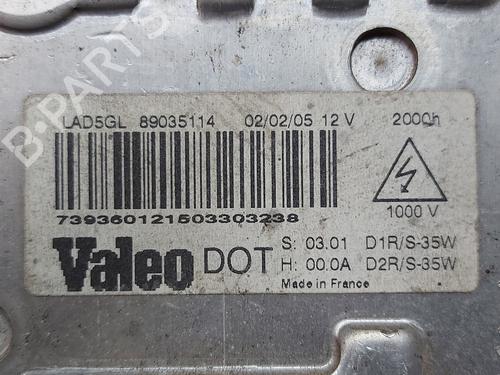 B-PARTS
LAD5GL 89035114 02/02/05 12 V 2000h
739360121503303238
1000 V
Valeo DOT S: 03.01 D1R/S-35W
H: 00.0A D2R/S-35W
Made in France